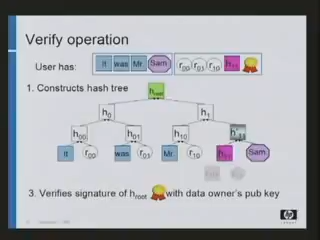 Verify operation
User has:
It was Mr. Sam
r00 r01 r10 h11
1. Constructs hash tree
hroot
h0 h1
h00 h01 h10
It r00 was r01 Mr r10 Sam
3. Verifies signature of hroot with data owner's pub key
hp